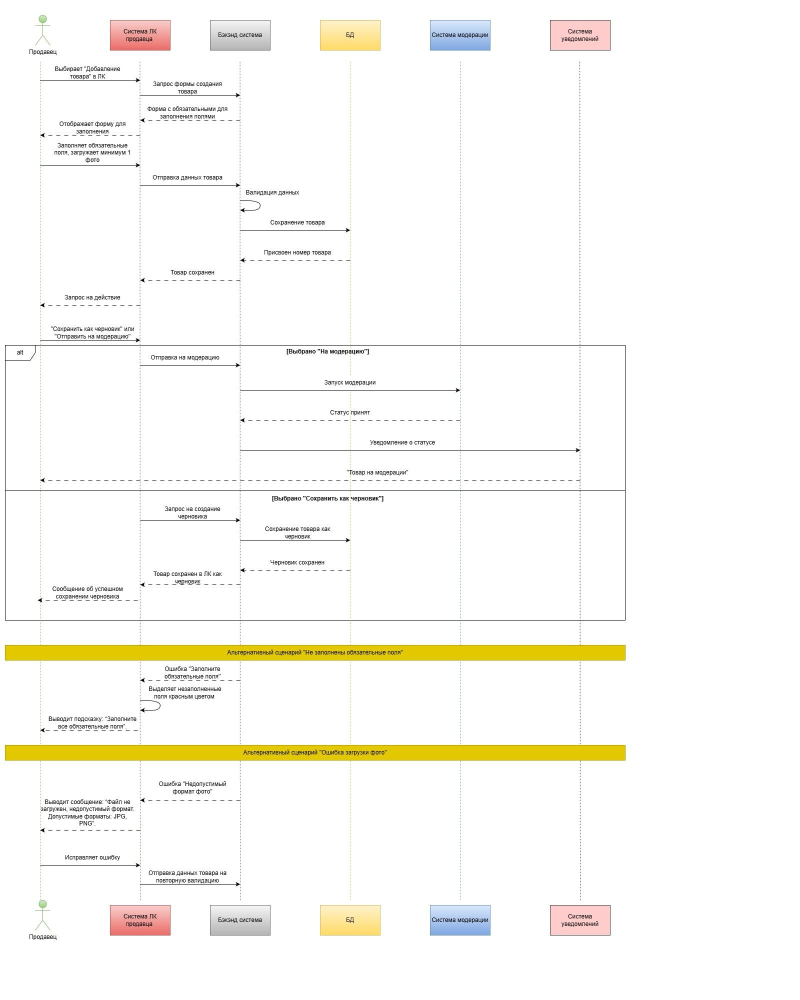 Продавец
Система ЛК
продавца
Бэкэнд система
БД
Система модерации
Система
уведомлений
Выбирает "Добавление
товара" в ЛК
Запрос формы создания
товара
Форма с обязательными для
заполнения полями
Отображает форму для
заполнения
Заполняет обязательные
поля, загружает минимум 1
фото
Отправка данных товара
Валидация данных
Сохранение товара
Присвоен номер товара
Товар сохранен
Запрос на действие
"Сохранить как черновик" или
"Отправить на модерацию"
alt
[Выбрано "На модерацию"]
Отправка на модерацию
Запуск модерации
Статус принят
Уведомление о статусе
"Товар на модерации"
[Выбрано "Сохранить как черновик"]
Запрос на создание
черновика
Сохранение товара как
черновик
Черновик сохранен
Товар сохранен в ЛК как
черновик
Сообщение об успешном
сохранении черновика
Альтернативный сценарий "Не заполнены обязательные поля"
Ошибка "Заполните
обязательные поля"
Выделяет незаполненные
поля красным цветом
Выводит подсказку: “Заполните
все обязательные поля”.
Альтернативный сценарий "Ошибка загрузки фото"
Ошибка "Недопустимый
формат фото"
Выводит сообщение: “Файл не
загружен, недопустимый формат.
Допустимые форматы: JPG,
PNG”.
Исправляет ошибку
Отправка данных товара на
повторную валидацию
Продавец
Система ЛК
продавца
Бэкэнд система
БД
Система модерации
Система
уведомлений